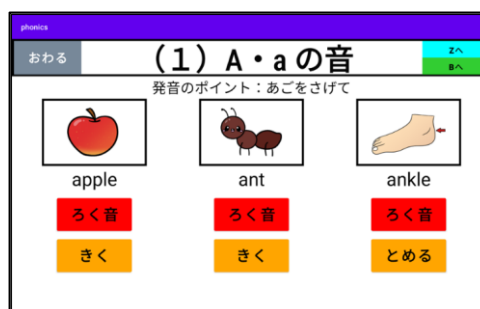 phonics
おわる
(1) A・aの音
Zへ
Bへ
発音のポイント：あごをさげて
apple
ant
ankle
ろく音
ろく音
ろく音
きく
きく
とめる